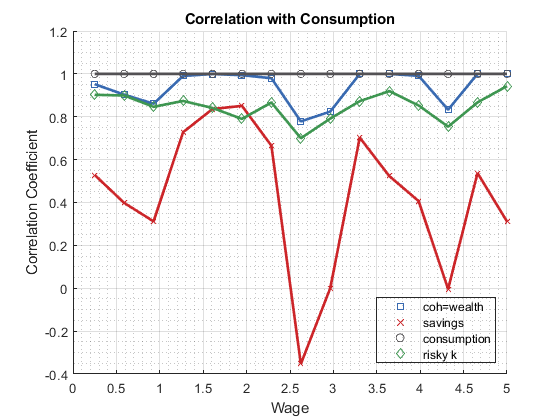 Correlation with Consumption
1.2
1
0.8
0.6
0.4
0.2
0
-0.2
-0.4
Correlation Coefficient
coh=wealth
savings
consumption
risky k
0 0.5 1 1.5 2 2.5 3 3.5 4 4.5 5
Wage